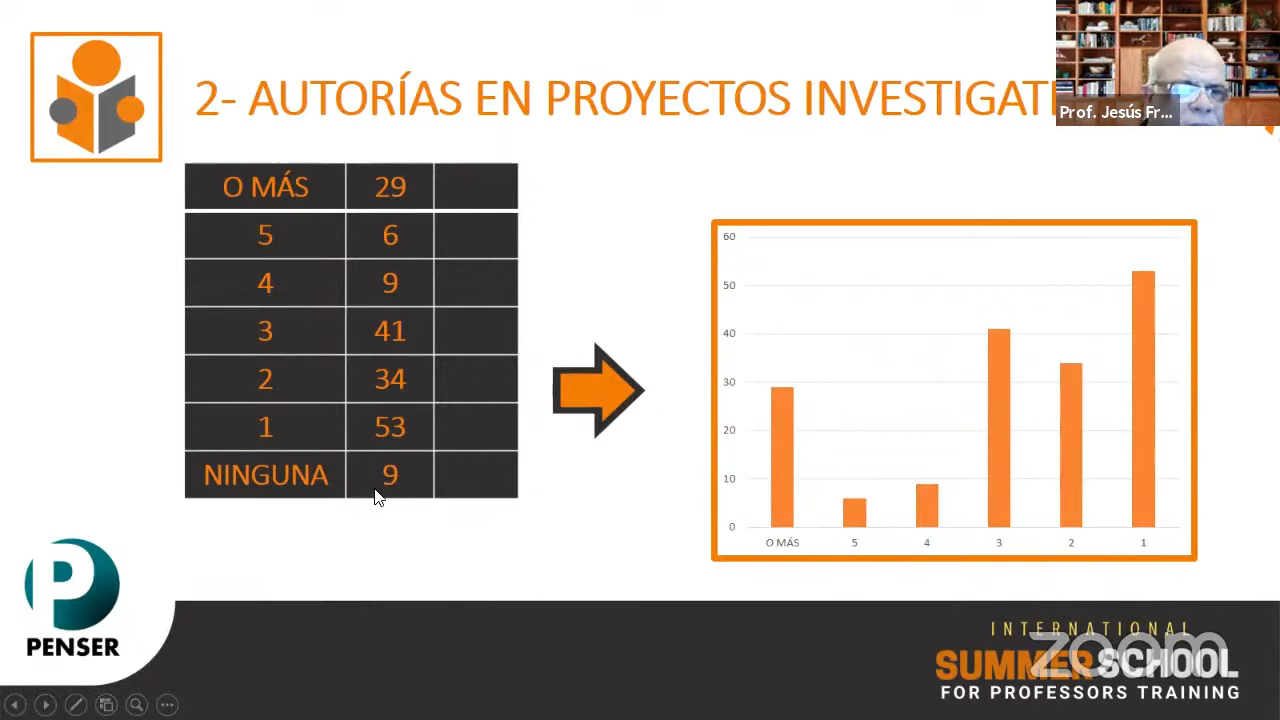 2- AUTORÍAS EN PROYECTOS INVESTIGAT
Prof. Jesús Fr...
O MÁS 29
5 6
4 9
3 41
2 34
1 53
NINGUNA 9
60
50
40
30
20
10
0
O MÁS 5 4 3 2 1
PENSER
INTERNATIONAL
SUMMER SCHOOL
zoom
FOR PROFESSORS TRAINING